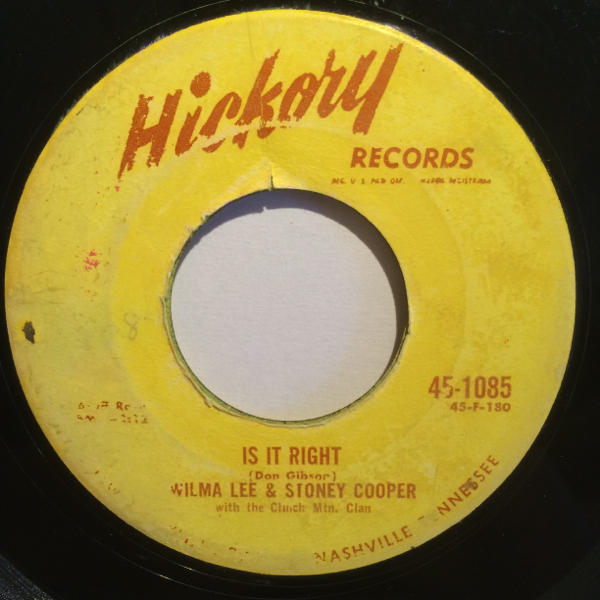 Hickory
RECORDS
45-1085
45-F-180
IS IT RIGHT
(Don Gibson)
WILMA LEE & STONEY COOPER
with the Clinch Mtn. Clan
NASHVILLE TENNESSEE